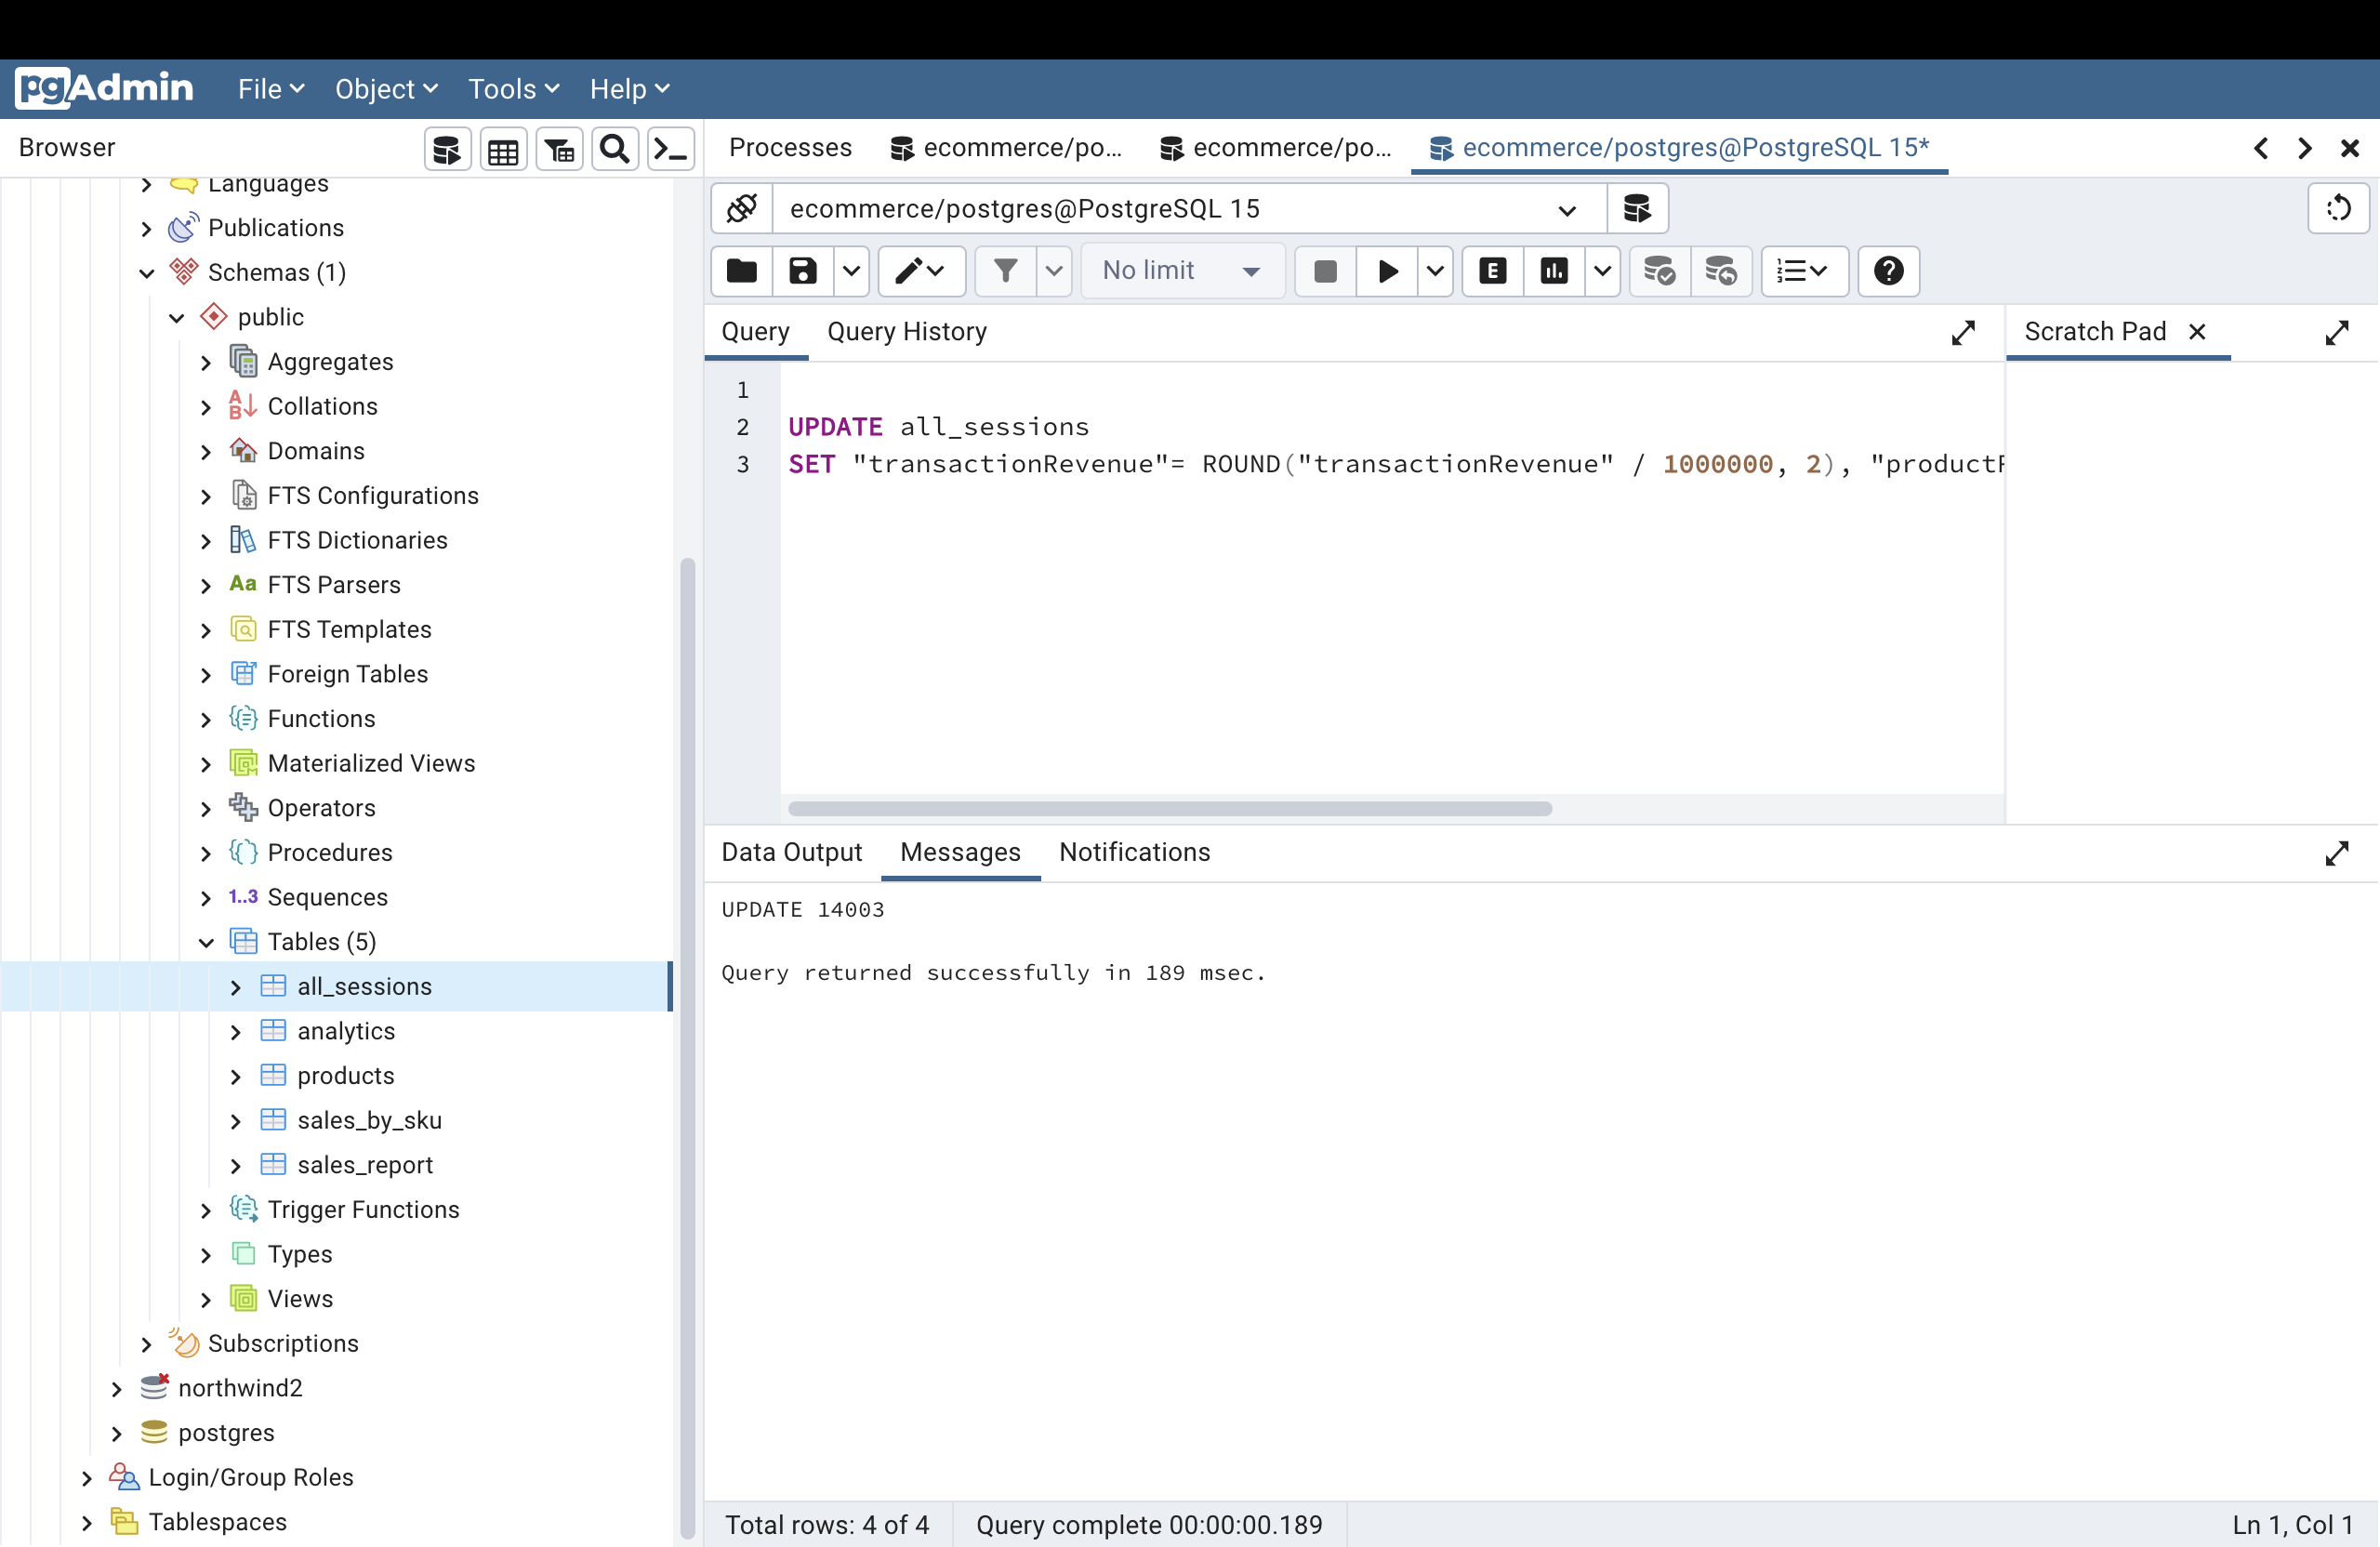 pgAdmin File Object Tools Help
Browser
Languages
Publications
Schemas (1)
public
Aggregates
Collations
Domains
FTS Configurations
FTS Dictionaries
Aa FTS Parsers
FTS Templates
Foreign Tables
Functions
Materialized Views
Operators
Procedures
1..3 Sequences
Tables (5)
all_sessions
analytics
products
sales_by_sku
sales_report
Trigger Functions
Types
Views
Subscriptions
northwind2
postgres
Login/Group Roles
Tablespaces
Processes ecommerce/po... ecommerce/po... ecommerce/postgres@PostgreSQL 15*
ecommerce/postgres@PostgreSQL 15
No limit E
Query Query History Scratch Pad
1
2 UPDATE all_sessions
3 SET "transactionRevenue"= ROUND("transactionRevenue" / 1000000, 2),
Data Output Messages Notifications
UPDATE 14003
Query returned successfully in 189 msec.
Total rows: 4 of 4 Query complete 00:00:00.189 Ln 1, Col 1